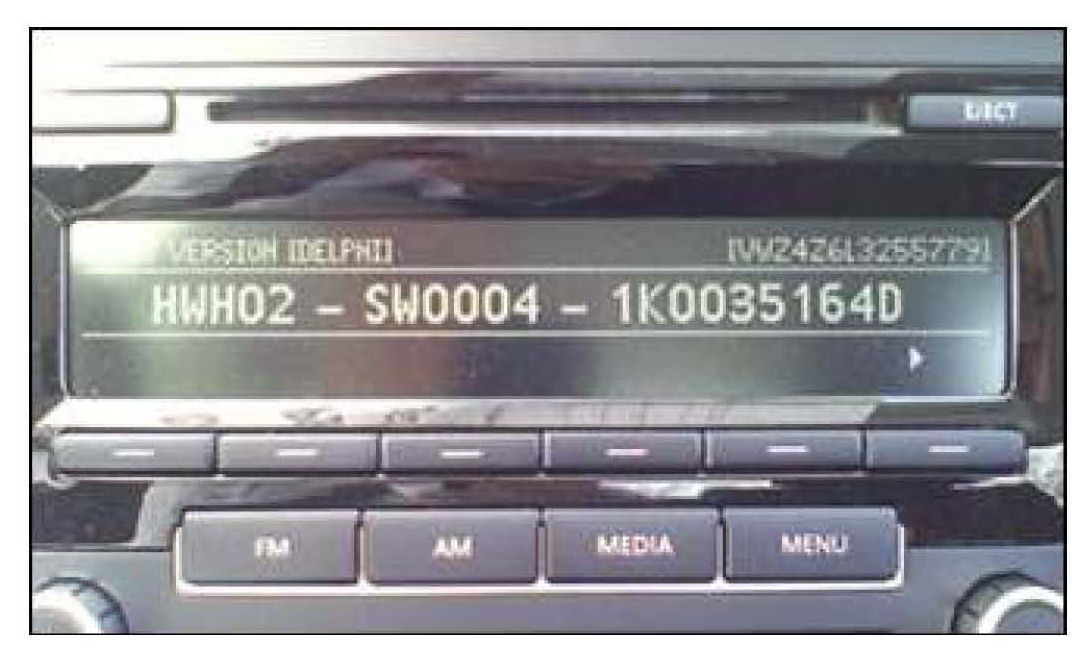 EJECT
VERSION [DELPHI] [VWZ4Z6L3255779]
HWH02 - SW0004 - 1K0035164D
FM AM MEDIA MENU